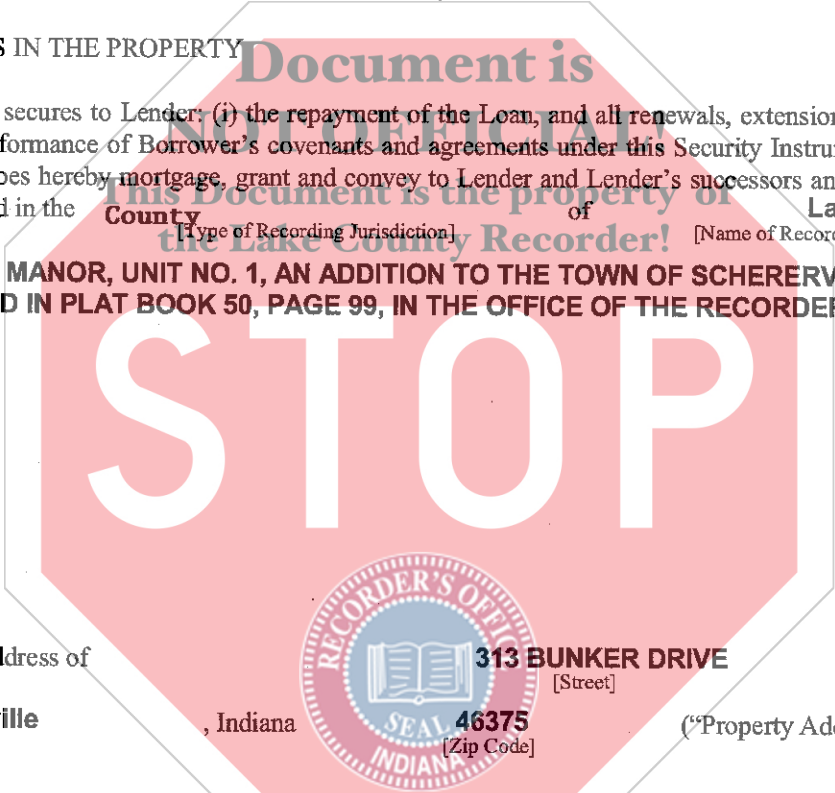 S IN THE PROPERTY
Document is
secures to Lender: (i) the repayment of the Loan, and all renewals, extension
NOT OFFICIAL!
formance of Borrower's covenants and agreements under this Security Instru
oes hereby mortgage, grant and convey to Lender and Lender's successors an
This Document is the property of
d in the County of La
[Type of Recording Jurisdiction] [Name of Record
the Lake County Recorder!
MANOR, UNIT NO. 1, AN ADDITION TO THE TOWN OF SCHERERV
D IN PLAT BOOK 50, PAGE 99, IN THE OFFICE OF THE RECORDER
STOP
RECORDER'S OFFICE
SEAL
INDIANA
dress of 313 BUNKER DRIVE
[Street]
ille , Indiana 46375 ("Property Add
[Zip Code]